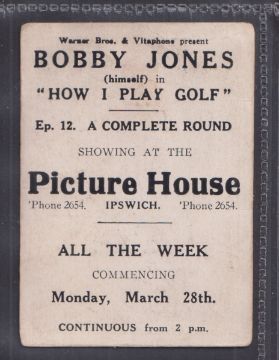 Warner Bros. & Vitaphone present
BOBBY JONES
(himself) in
"HOW I PLAY GOLF"
Ep. 12. A COMPLETE ROUND
SHOWING AT THE
Picture House
'Phone 2654. IPSWICH. 'Phone 2654.
ALL THE WEEK
COMMENCING
Monday, March 28th.
CONTINUOUS from 2 p.m.